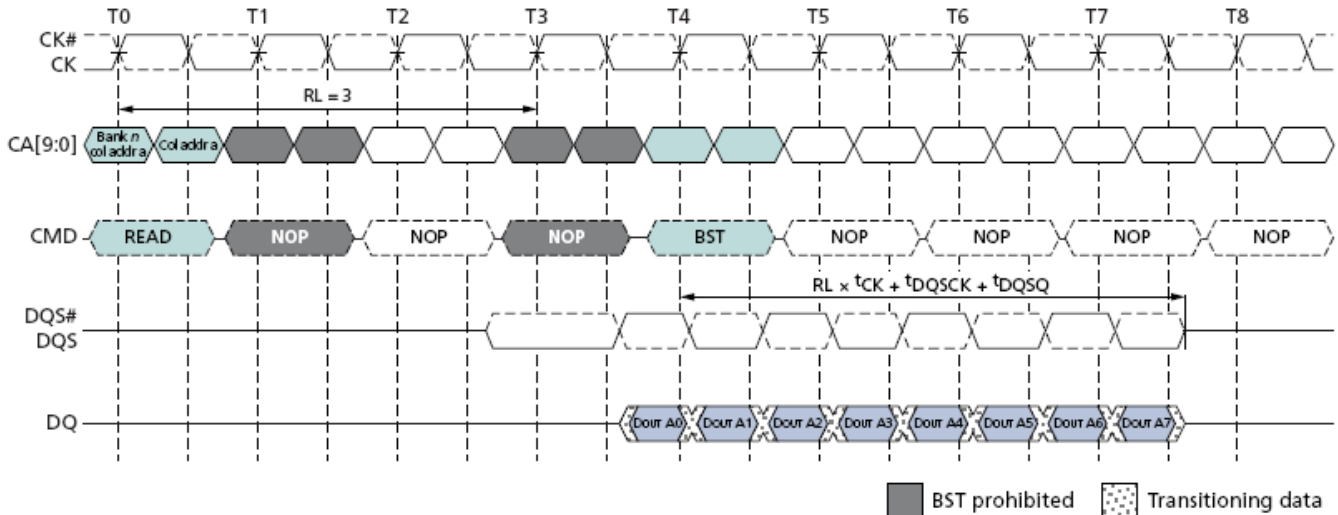 T0 T1 T2 T3 T4 T5 T6 T7 T8
CK#
CK
RL = 3
CA[9:0] Bank n col addr a Col addr a
CMD READ NOP NOP NOP BST NOP NOP NOP NOP
RL × tCK + tDQSCK + tDQSQ
DQS#
DQS
DQ DOUT A0 DOUT A1 DOUT A2 DOUT A3 DOUT A4 DOUT A5 DOUT A6 DOUT A7
BST prohibited Transitioning data